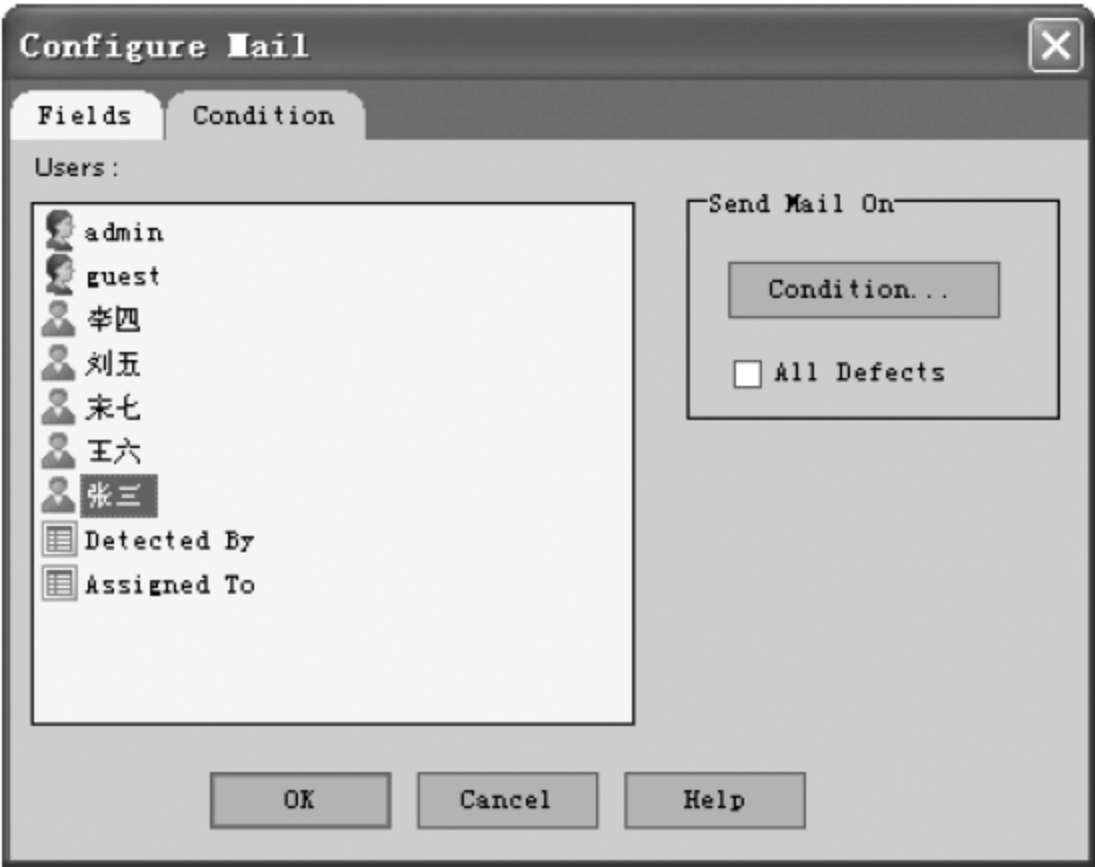 Configure Mail
Fields
Condition
Users :
admin
guest
李四
刘五
末七
王六
张三
Detected By
Assigned To
Send Mail On
Condition...
All Defects
OK
Cancel
Help